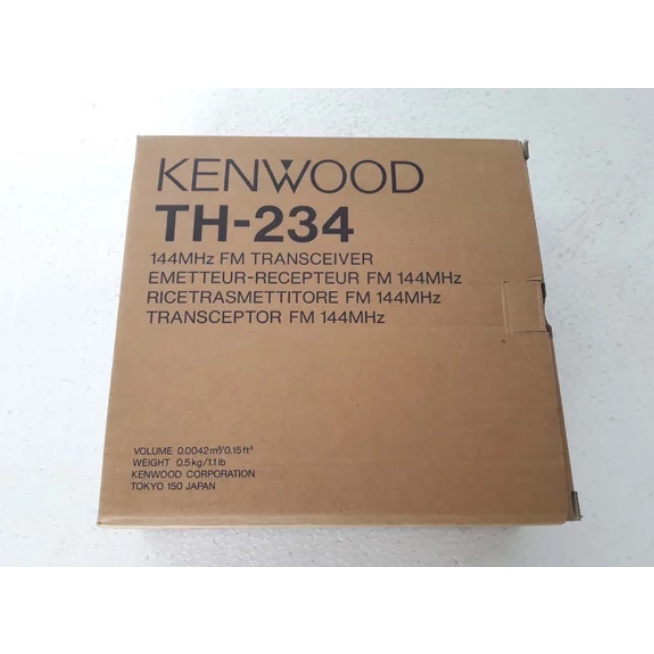 KENWOOD
TH-234
144MHz FM TRANSCEIVER
EMETTEUR-RECEPTEUR FM 144MHz
RICETRASMETTITORE FM 144MHz
TRANSCEPTOR FM 144MHz
VOLUME 0.0042m³/0.15ft³
WEIGHT 0.5kg/1.1lb
KENWOOD CORPORATION
TOKYO 150 JAPAN